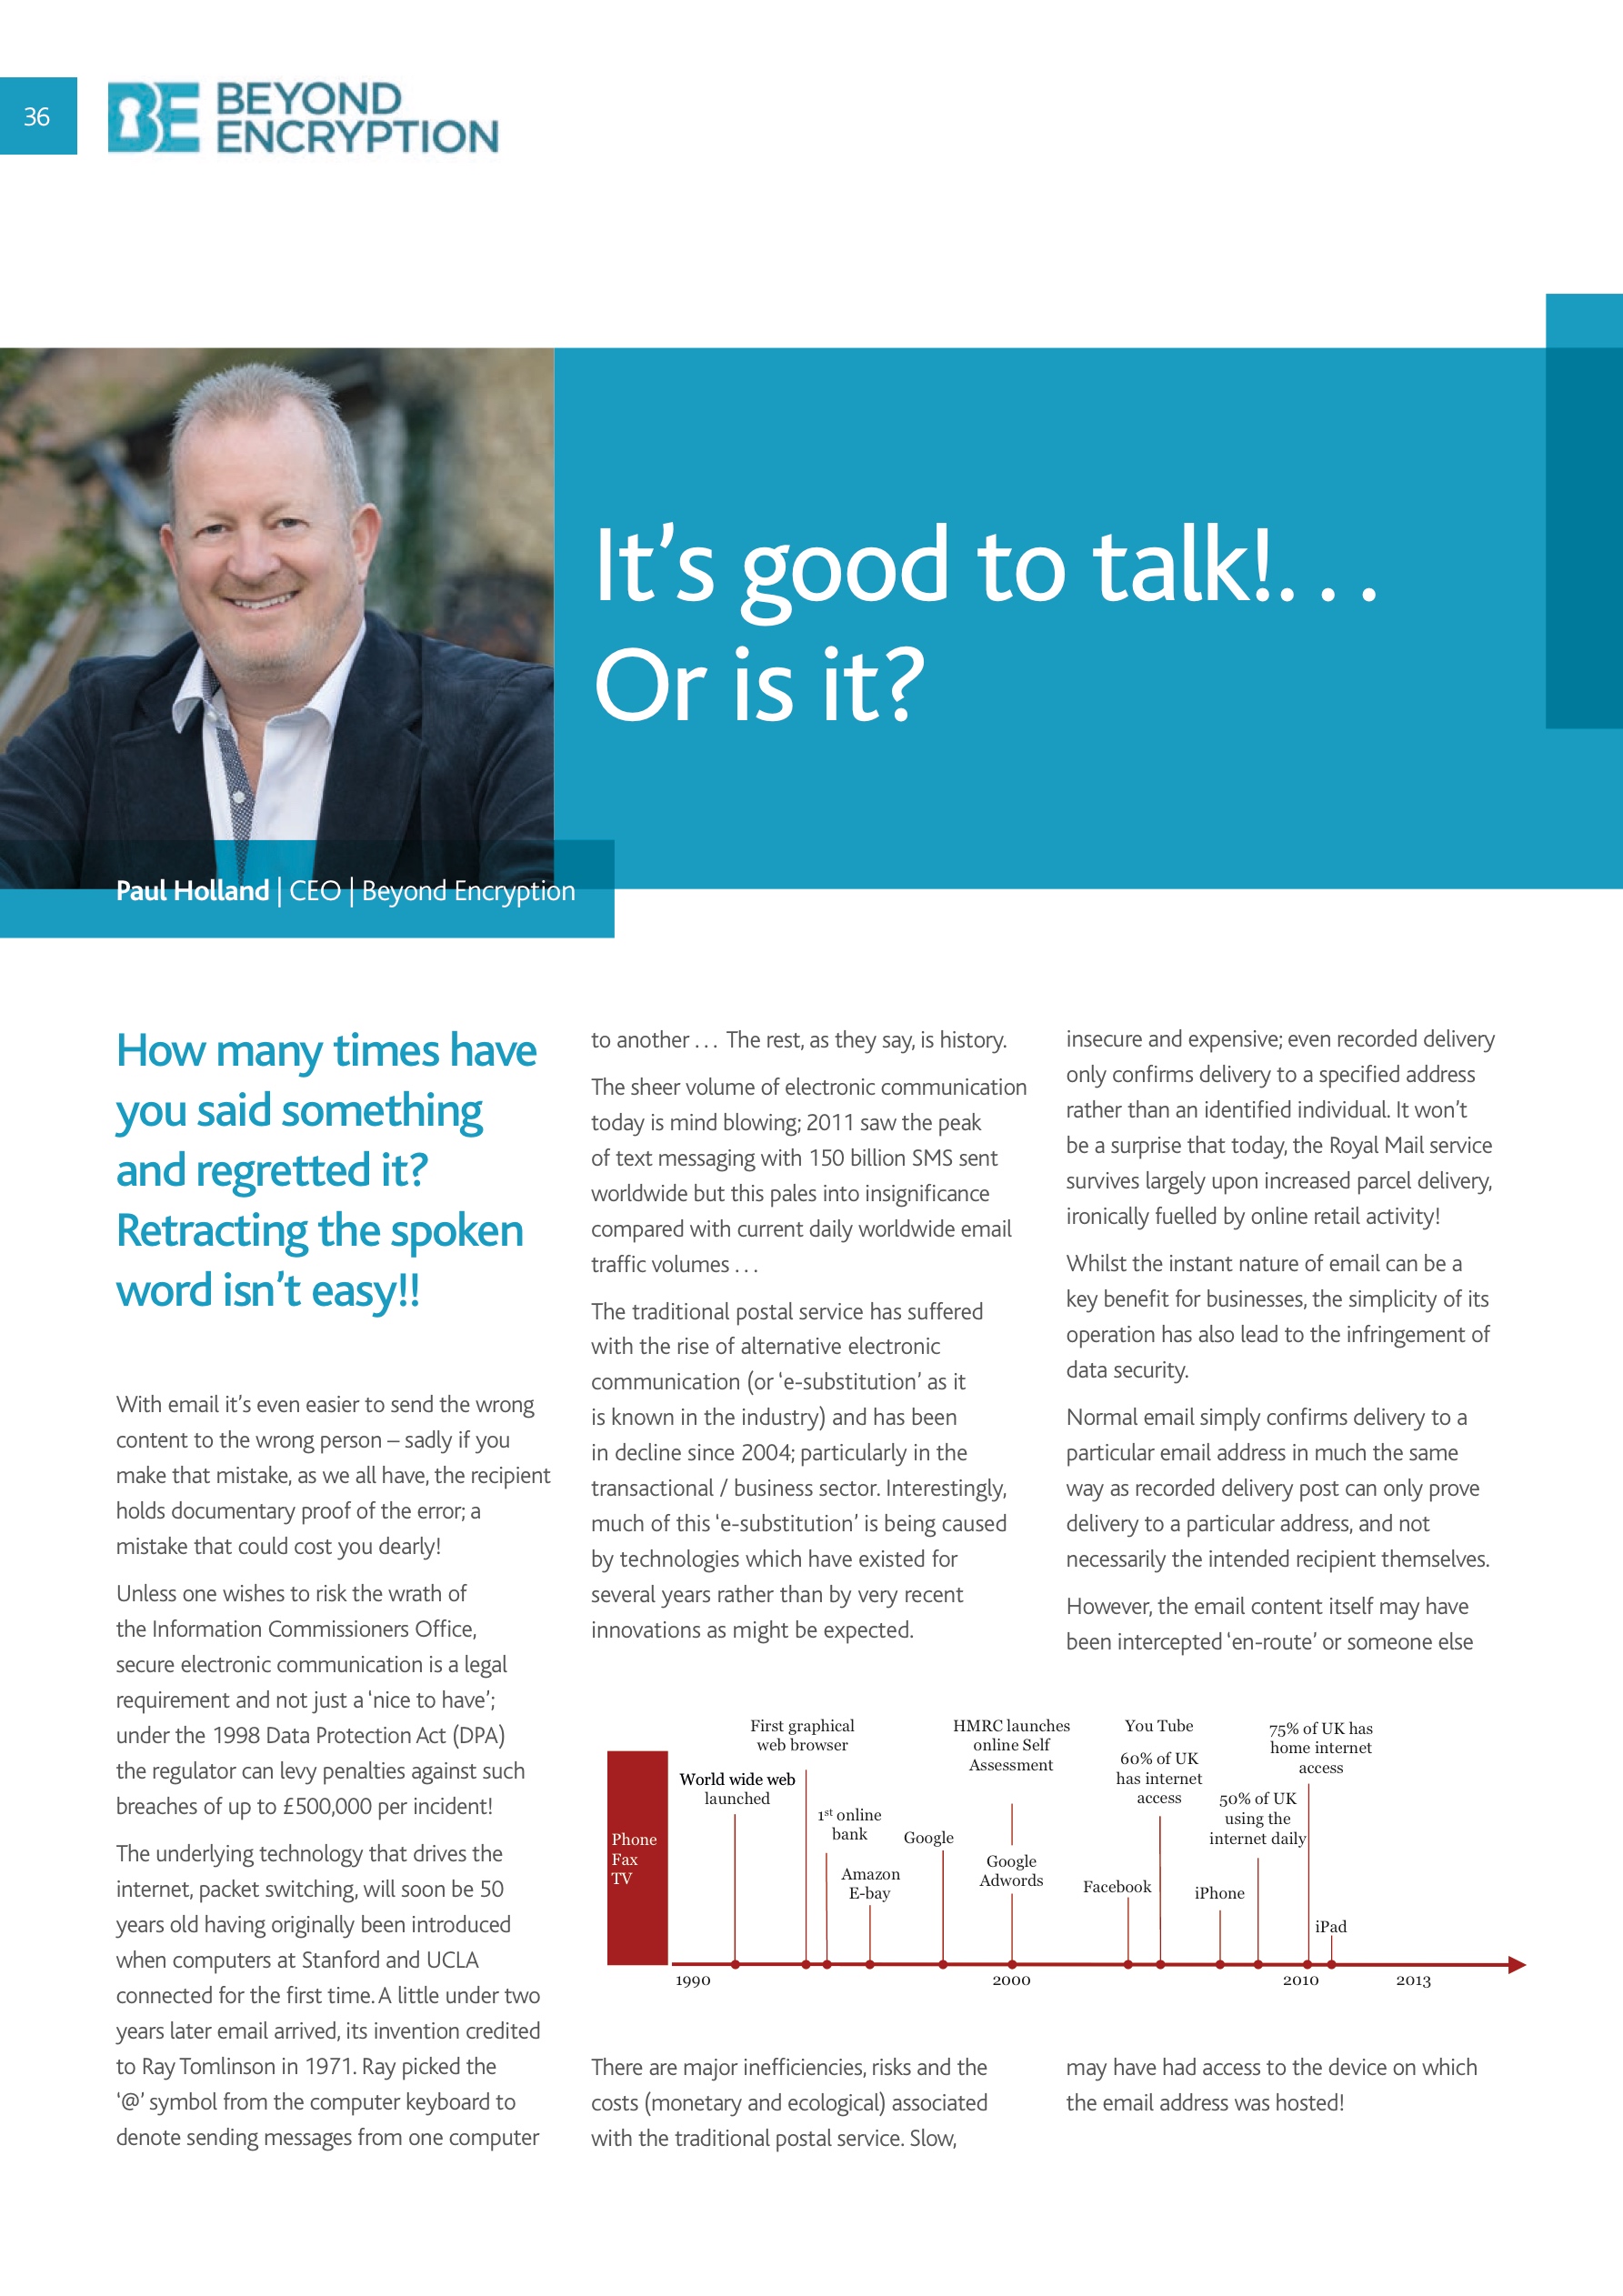 36
BEYOND
ENCRYPTION
It’s good to talk!. . .
Or is it?
Paul Holland | CEO | Beyond Encryption
How many times have
you said something
and regretted it?
Retracting the spoken
word isn’t easy!!
With email it’s even easier to send the wrong
content to the wrong person – sadly if you
make that mistake, as we all have, the recipient
holds documentary proof of the error; a
mistake that could cost you dearly!
Unless one wishes to risk the wrath of
the Information Commissioners Office,
secure electronic communication is a legal
requirement and not just a ‘nice to have’;
under the 1998 Data Protection Act (DPA)
the regulator can levy penalties against such
breaches of up to £500,000 per incident!
The underlying technology that drives the
internet, packet switching, will soon be 50
years old having originally been introduced
when computers at Stanford and UCLA
connected for the first time. A little under two
years later email arrived, its invention credited
to Ray Tomlinson in 1971. Ray picked the
‘@’ symbol from the computer keyboard to
denote sending messages from one computer
to another . . . The rest, as they say, is history.
The sheer volume of electronic communication
today is mind blowing; 2011 saw the peak
of text messaging with 150 billion SMS sent
worldwide but this pales into insignificance
compared with current daily worldwide email
traffic volumes . . .
The traditional postal service has suffered
with the rise of alternative electronic
communication (or ‘e-substitution’ as it
is known in the industry) and has been
in decline since 2004; particularly in the
transactional / business sector. Interestingly,
much of this ‘e-substitution’ is being caused
by technologies which have existed for
several years rather than by very recent
innovations as might be expected.
There are major inefficiencies, risks and the
costs (monetary and ecological) associated
with the traditional postal service. Slow,
insecure and expensive; even recorded delivery
only confirms delivery to a specified address
rather than an identified individual. It won’t
be a surprise that today, the Royal Mail service
survives largely upon increased parcel delivery,
ironically fuelled by online retail activity!
Whilst the instant nature of email can be a
key benefit for businesses, the simplicity of its
operation has also lead to the infringement of
data security.
Normal email simply confirms delivery to a
particular email address in much the same
way as recorded delivery post can only prove
delivery to a particular address, and not
necessarily the intended recipient themselves.
However, the email content itself may have
been intercepted ‘en-route’ or someone else
may have had access to the device on which
the email address was hosted!
Phone
Fax
TV
World wide web
launched
First graphical
web browser
1st online
bank
Amazon
E-bay
Google
HMRC launches
online Self
Assessment
Google
Adwords
Facebook
You Tube
60% of UK
has internet
access
iPhone
50% of UK
using the
internet daily
75% of UK has
home internet
access
iPad
1990
2000
2010
2013